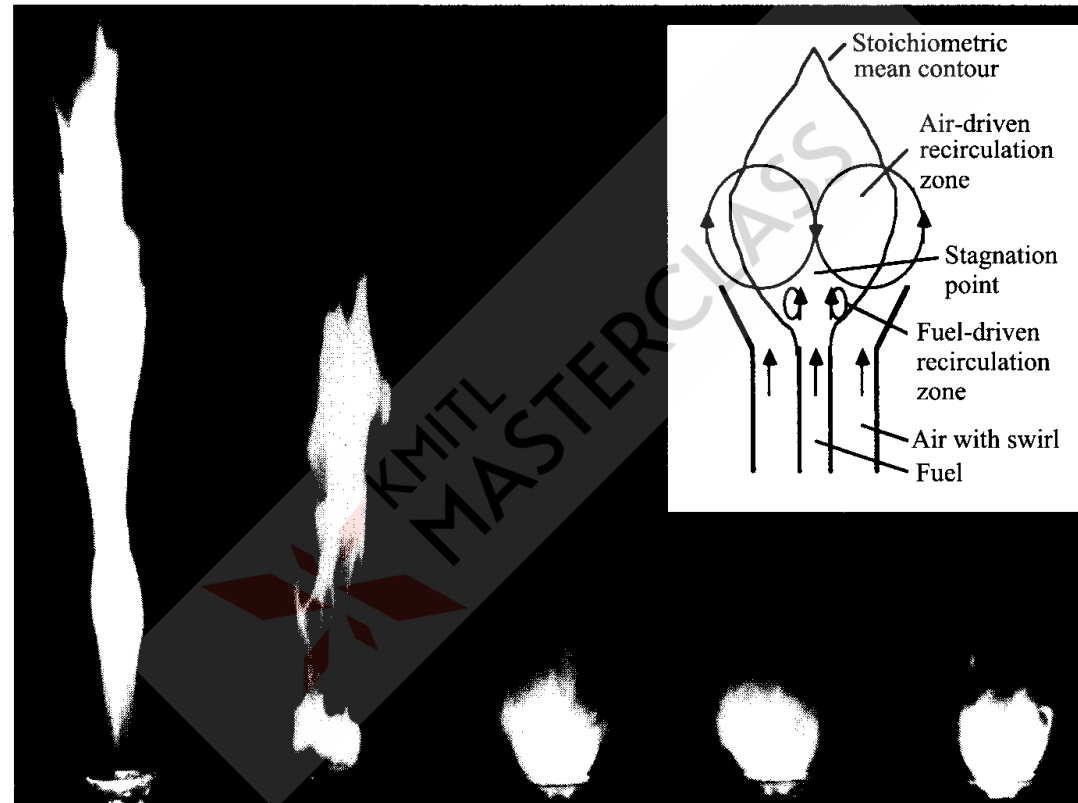 Stoichiometric
mean contour
Air-driven
recirculation
zone
Stagnation
point
Fuel-driven
recirculation
zone
Air with swirl
Fuel
KMITL
MASTERCLASS